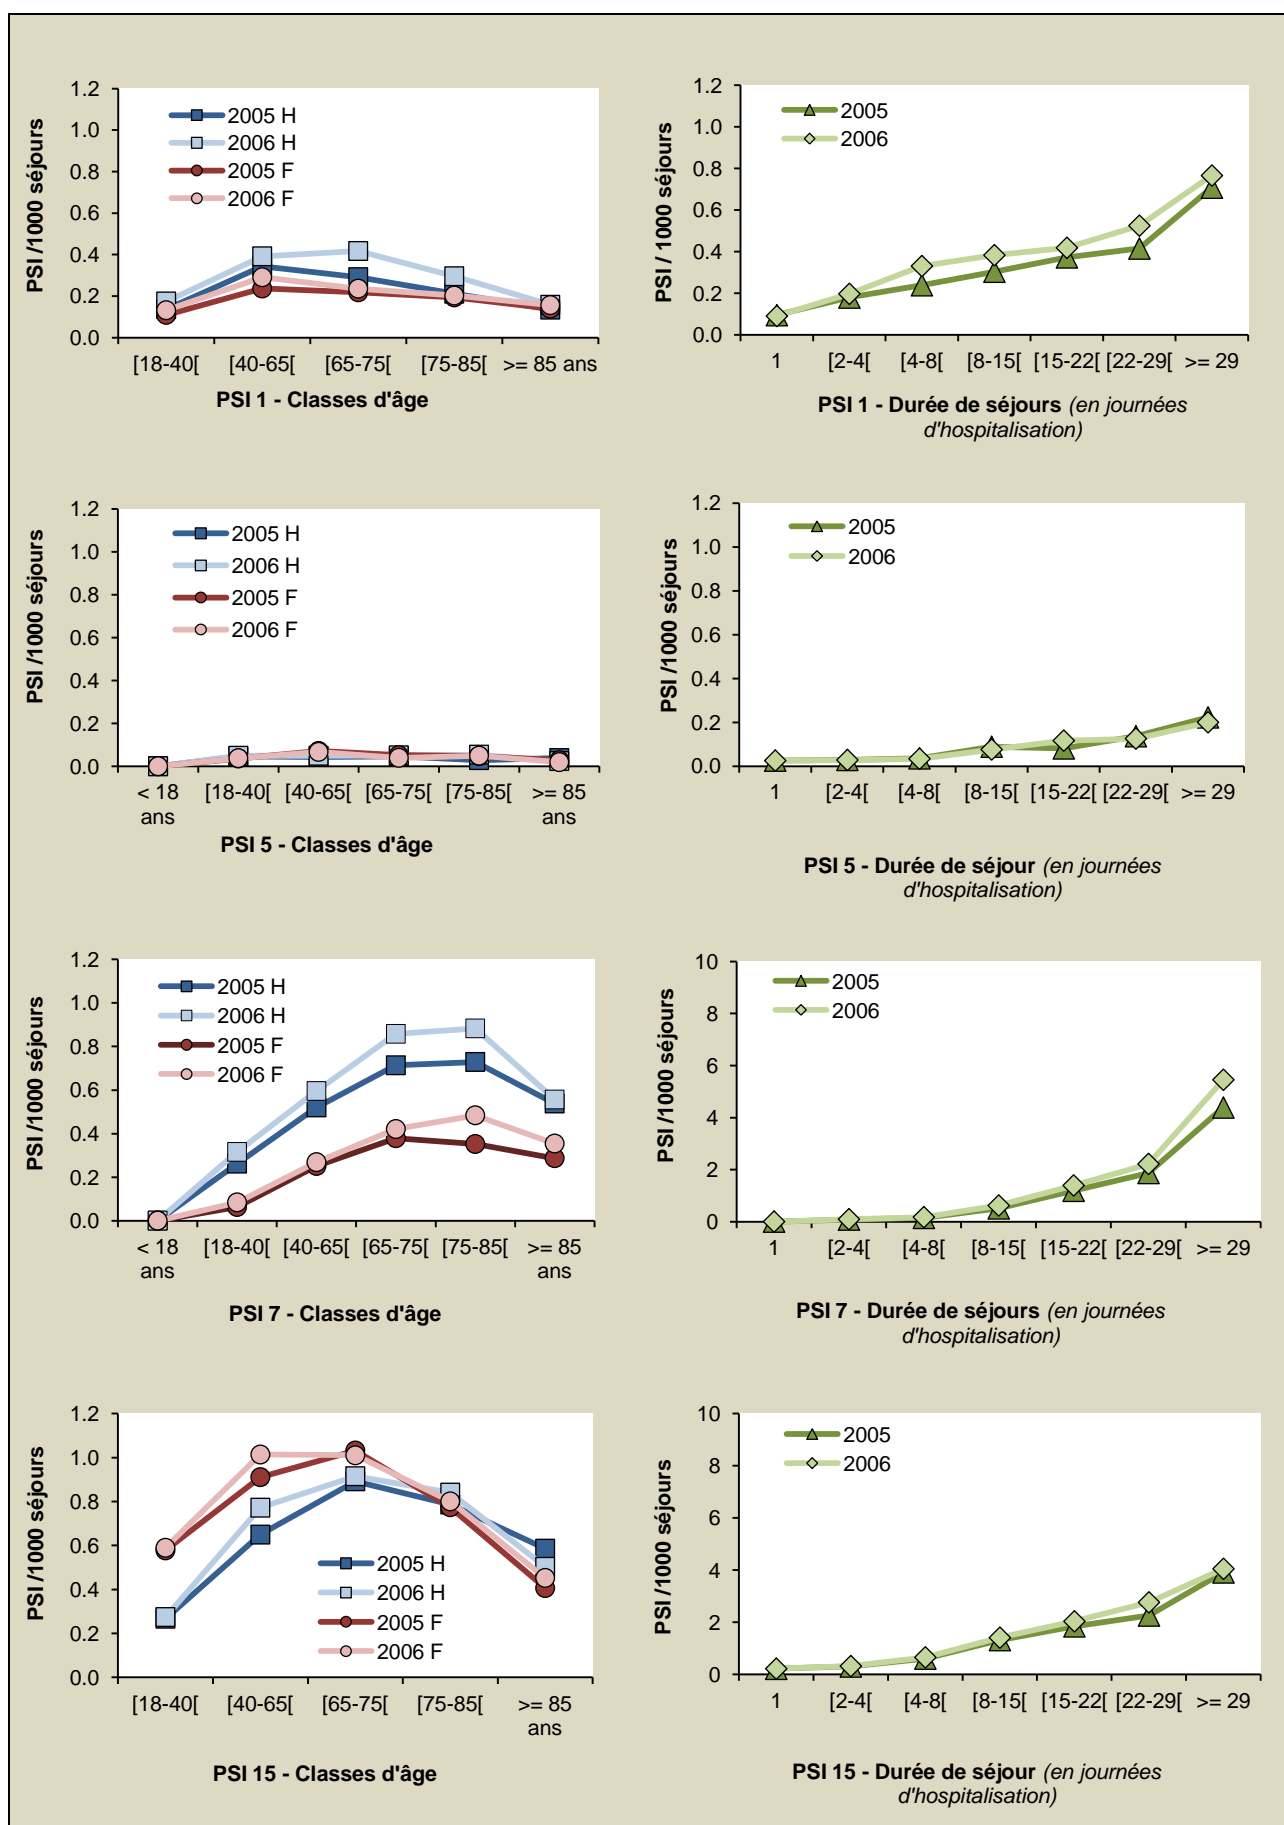 1.2
1.0
0.8
0.6
0.4
0.2
0.0
PSI /1000 séjours
2005 H
2006 H
2005 F
2006 F
[18-40[ [40-65[ [65-75[ [75-85[ >= 85 ans
PSI 1 - Classes d'âge
1.2
1.0
0.8
0.6
0.4
0.2
0.0
PSI / 1000 séjours
2005
2006
1 [2-4[ [4-8[ [8-15[ [15-22[ [22-29[ >= 29
PSI 1 - Durée de séjours (en journées
d'hospitalisation)
1.2
1.0
0.8
0.6
0.4
0.2
0.0
PSI /1000 séjours
2005 H
2006 H
2005 F
2006 F
< 18 [18-40[ [40-65[ [65-75[ [75-85[ >= 85
ans ans
PSI 5 - Classes d'âge
1.2
1.0
0.8
0.6
0.4
0.2
0.0
PSI /1000 séjours
2005
2006
1 [2-4[ [4-8[ [8-15[ [15-22[ [22-29[ >= 29
PSI 5 - Durée de séjour (en journées
d'hospitalisation)
1.2
1.0
0.8
0.6
0.4
0.2
0.0
PSI /1000 séjours
2005 H
2006 H
2005 F
2006 F
< 18 [18-40[ [40-65[ [65-75[ [75-85[ >= 85
ans ans
PSI 7 - Classes d'âge
10
8
6
4
2
0
PSI /1000 séjours
2005
2006
1 [2-4[ [4-8[ [8-15[ [15-22[ [22-29[ >= 29
PSI 7 - Durée de séjours (en journées
d'hospitalisation)
1.2
1.0
0.8
0.6
0.4
0.2
0.0
PSI /1000 séjours
2005 H
2006 H
2005 F
2006 F
[18-40[ [40-65[ [65-75[ [75-85[ >= 85
ans
PSI 15 - Classes d'âge
10
8
6
4
2
0
PSI /1000 séjours
2005
2006
1 [2-4[ [4-8[ [8-15[ [15-22[ [22-29[ >= 29
PSI 15 - Durée de séjour (en journées
d'hospitalisation)